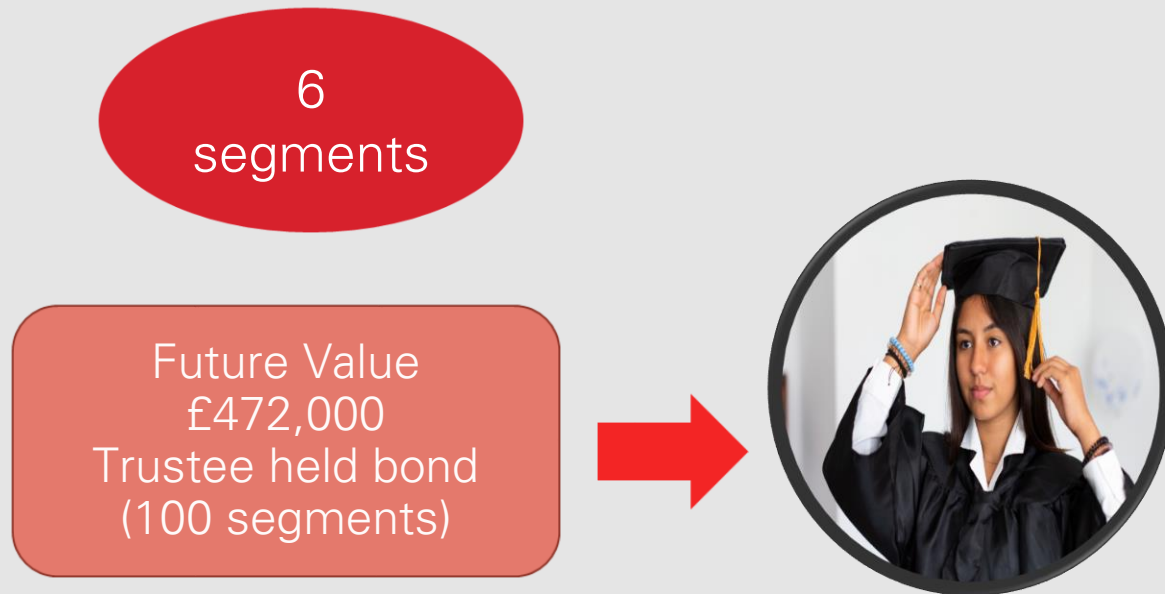 6
segments
Future Value
£472,000
Trustee held bond
(100 segments)